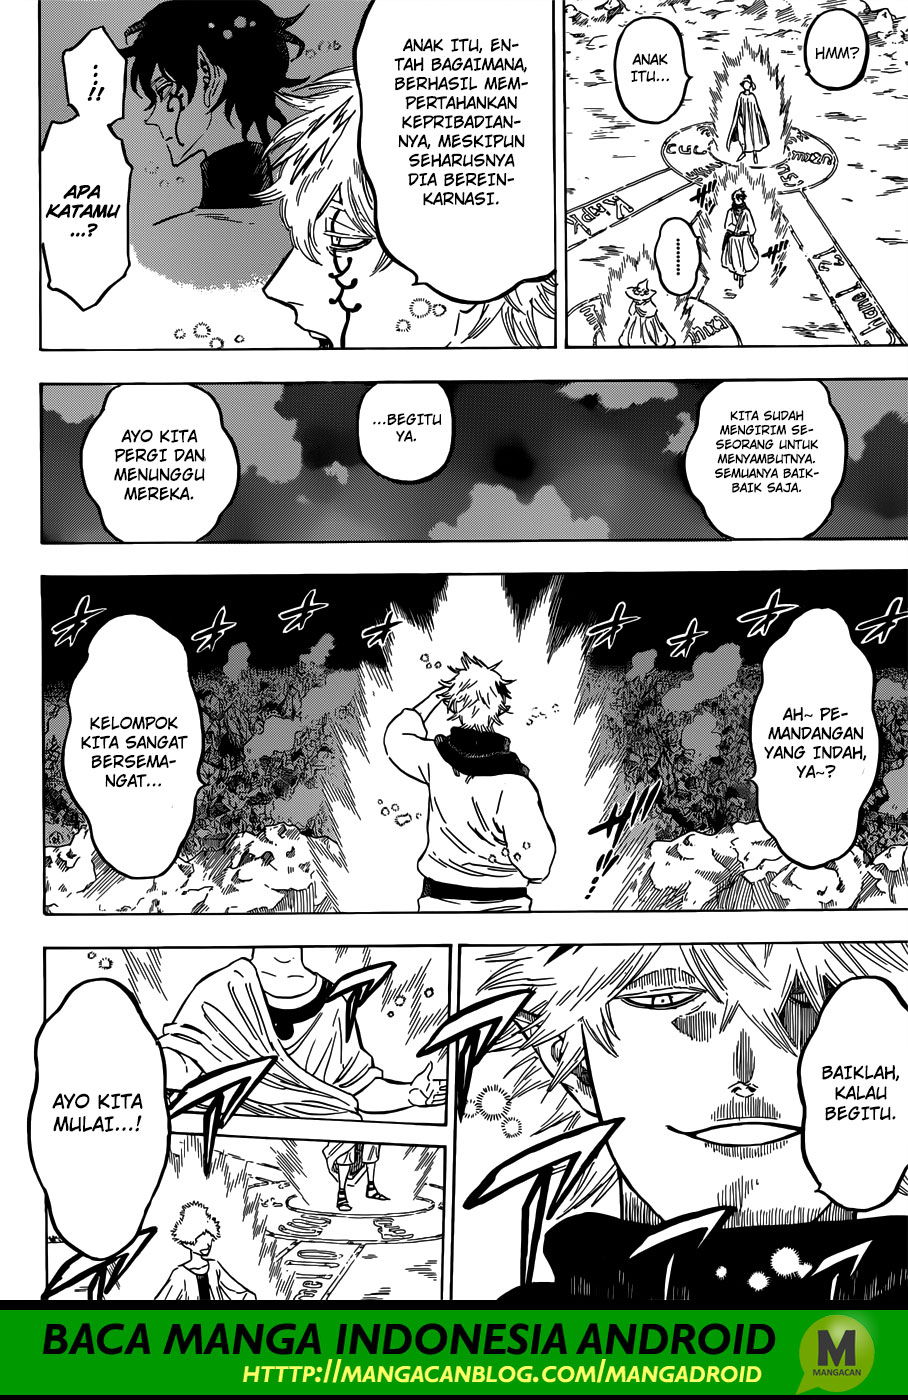 HMM?
ANAK
ITU...
.........
ANAK ITU, EN-
TAH BAGAIMANA,
BERHASIL MEM-
PERTAHANKAN
KEPRIBADIAN-
NYA, MESKIPUN
SEHARUSNYA
DIA BEREIN-
KARNASI.
...!!
APA
KATAMU
...?
KITA SUDAH
MENGIRIM SE-
SEORANG UNTUK
MENYAMBUTNYA.
SEMUANYA BAIK-
BAIK SAJA.
...BEGITU
YA.
AYO KITA
PERGI DAN
MENUNGGU
MEREKA.
AH~ PE-
MANDANGAN
YANG INDAH,
YA~?
KELOMPOK
KITA SANGAT
BERSEMA-
NGAT...
BAIKLAH,
KALAU
BEGITU.
AYO KITA
MULAI...!
BACA MANGA INDONESIA ANDROID
HTTTP://MANGACANBLOG.COM/MANGADROID
M
MANGACAN